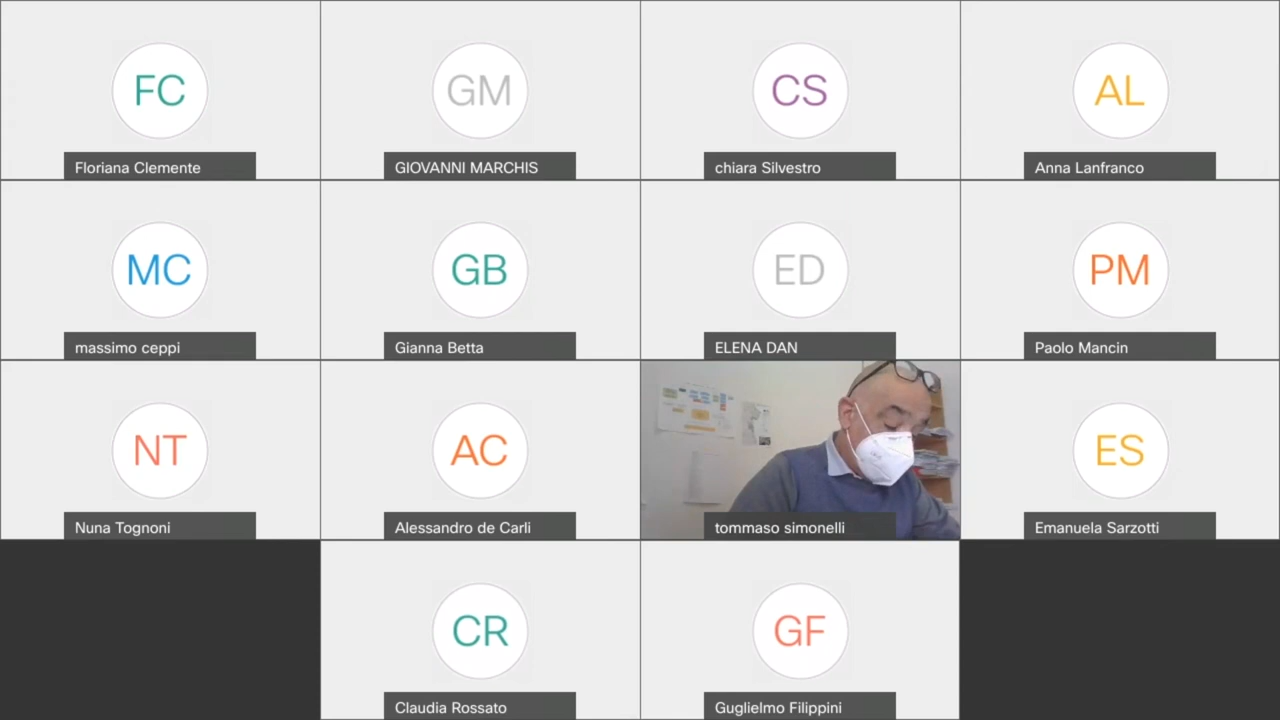 FC
Floriana Clemente
GM
GIOVANNI MARCHIS
CS
chiara Silvestro
AL
Anna Lanfranco
MC
massimo ceppi
GB
Gianna Betta
ED
ELENA DAN
PM
Paolo Mancin
NT
Nuna Tognoni
AC
Alessandro de Carli
tommaso simonelli
ES
Emanuela Sarzotti
CR
Claudia Rossato
GF
Guglielmo Filippini